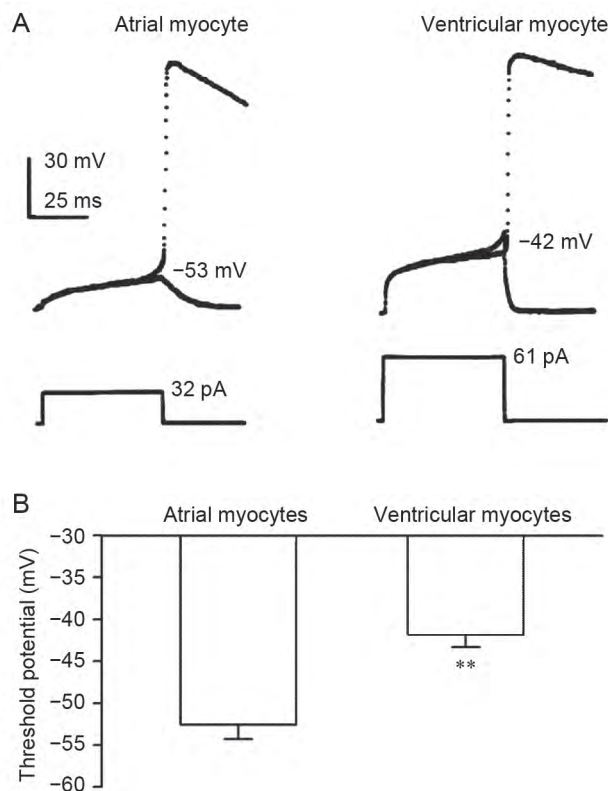 A
Atrial myocyte
Ventricular myocyte
30 mV
25 ms
−53 mV
−42 mV
32 pA
61 pA
B
Atrial myocytes
Ventricular myocytes
Threshold potential (mV)
−30
−35
−40
−45
−50
−55
−60
**